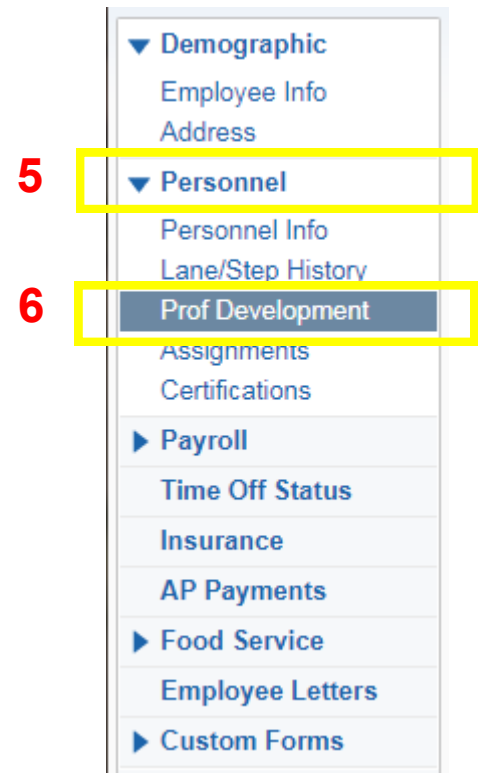 Demographic
Employee Info
Address
5 Personnel
Personnel Info
Lane/Step History
6 Prof Development
Assignments
Certifications
Payroll
Time Off Status
Insurance
AP Payments
Food Service
Employee Letters
Custom Forms